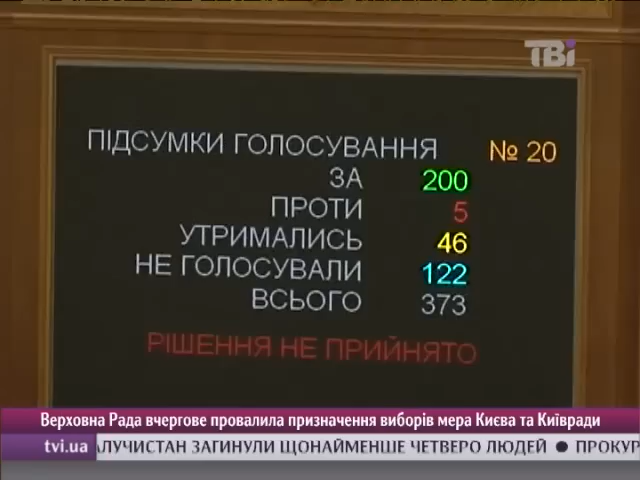 ТВі
ПІДСУМКИ ГОЛОСУВАННЯ № 20
ЗА 200
ПРОТИ 5
УТРИМАЛИСЬ 46
НЕ ГОЛОСУВАЛИ 122
ВСЬОГО 373
РІШЕННЯ НЕ ПРИЙНЯТО
Верховна Рада вчергове провалила призначення виборів мера Києва та Київради
tvi.ua АЛУЧИСТАН ЗАГИНУЛИ ЩОНАЙМЕНШЕ ЧЕТВЕРО ЛЮДЕЙ ● ПРОКУР